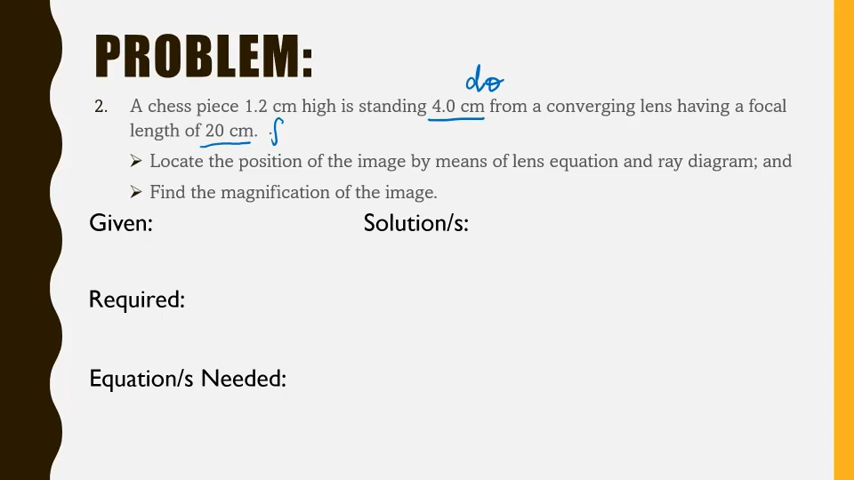 PROBLEM:
do
2. A chess piece 1.2 cm high is standing 4.0 cm from a converging lens having a focal
length of 20 cm. f
➤ Locate the position of the image by means of lens equation and ray diagram; and
➤ Find the magnification of the image.
Given: Solution/s:
Required:
Equation/s Needed: